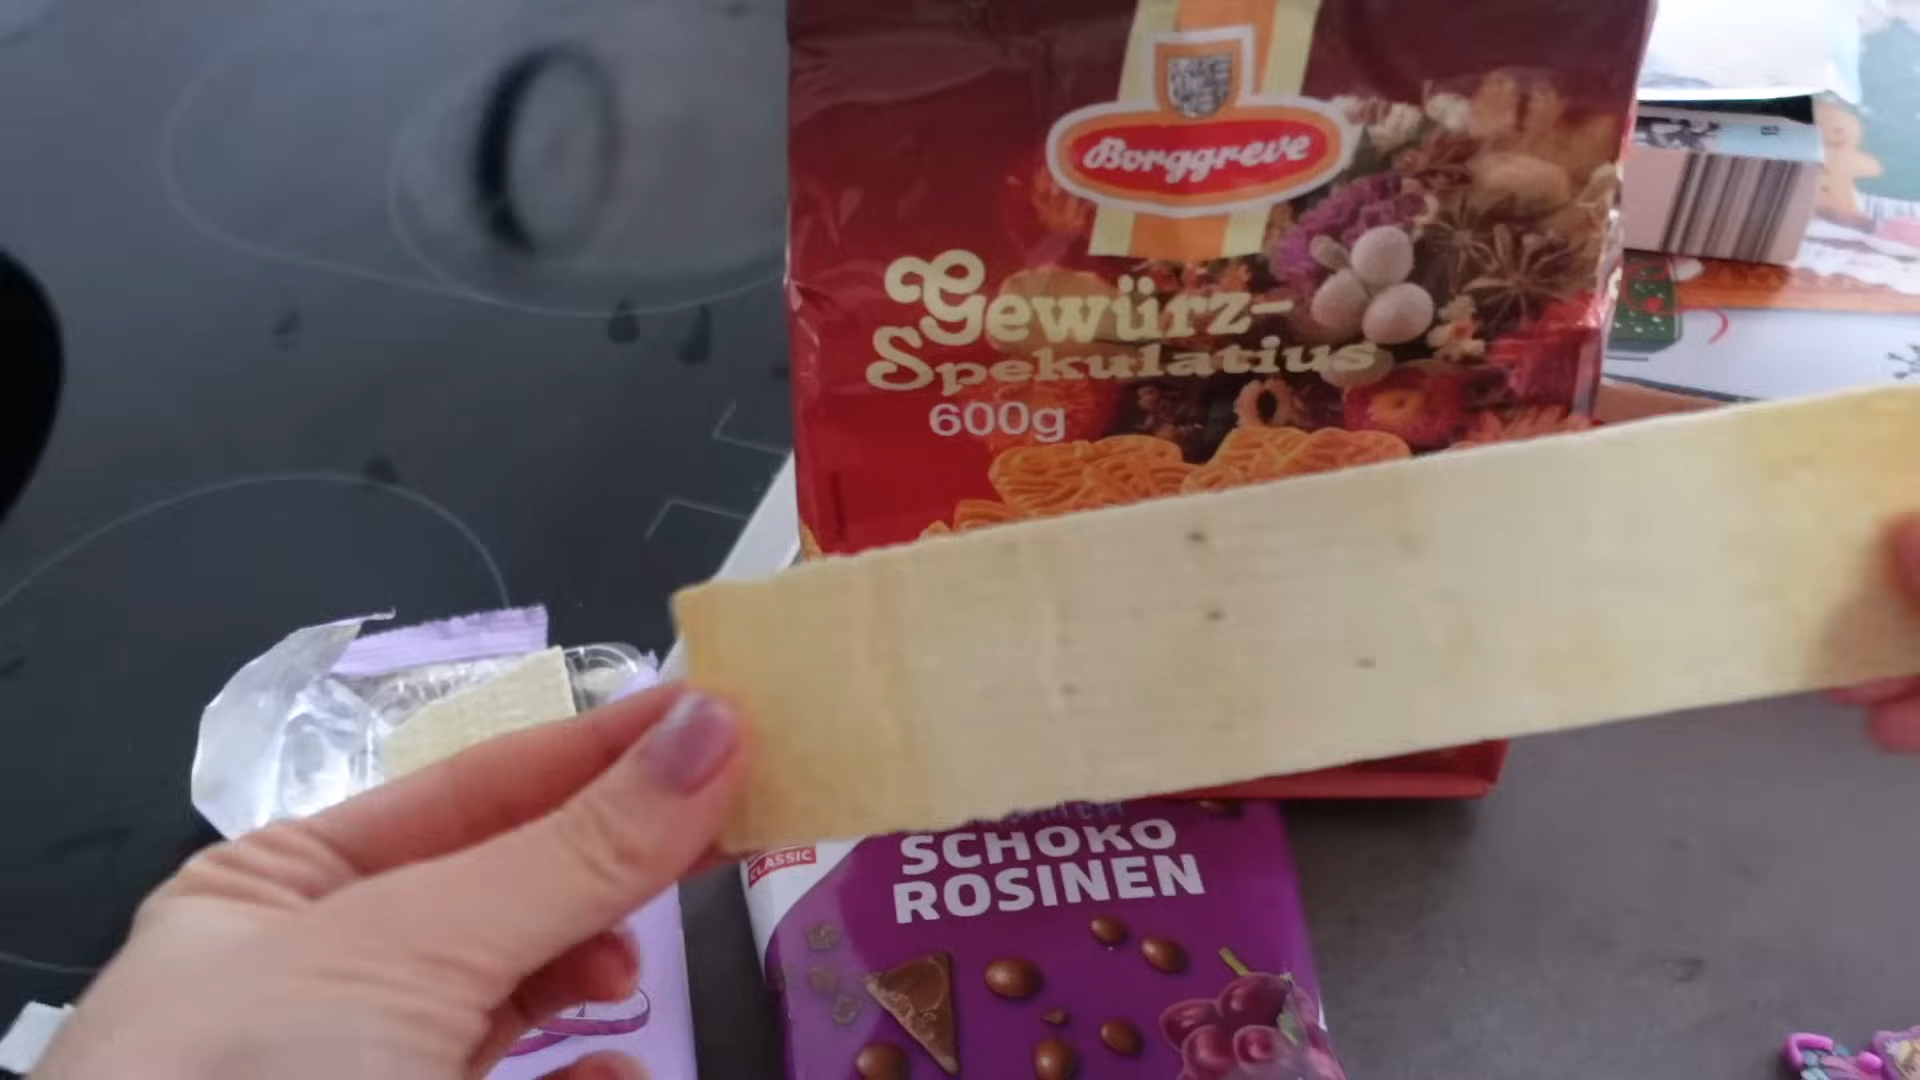 Borggreve
Gewürz-
Spekulatius
600g
CLASSIC
SCHOKO
ROSINEN